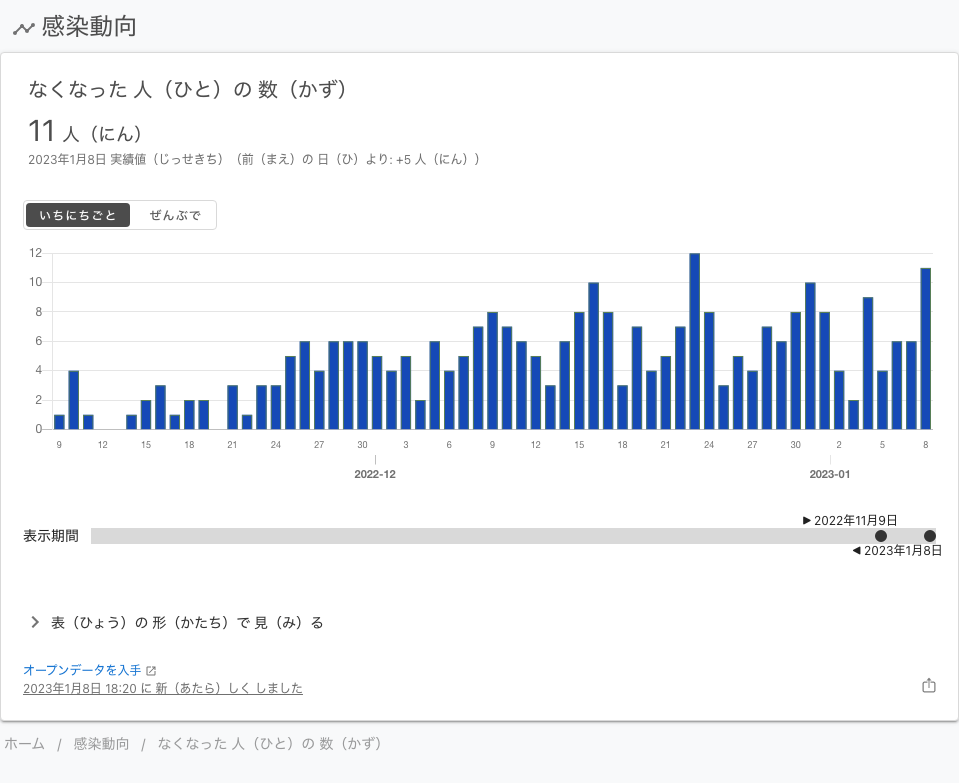 感染動向
なくなった 人（ひと）の 数（かず）
11 人（にん）
2023年1月8日 実績値（じっせきち）（前（まえ）の 日（ひ）より: +5 人（にん））
いちにちごと ぜんぶで
12
10
8
6
4
2
0
9 12 15 18 21 24 27 30 3 6 9 12 15 18 21 24 27 30 2 5 8
2022-12 2023-01
2022年11月9日
表示期間
2023年1月8日
表（ひょう）の 形（かたち）で 見（み）る
オープンデータを入手
2023年1月8日 18:20 に 新（あたら）しく しました
ホーム / 感染動向 / なくなった 人（ひと）の 数（かず）